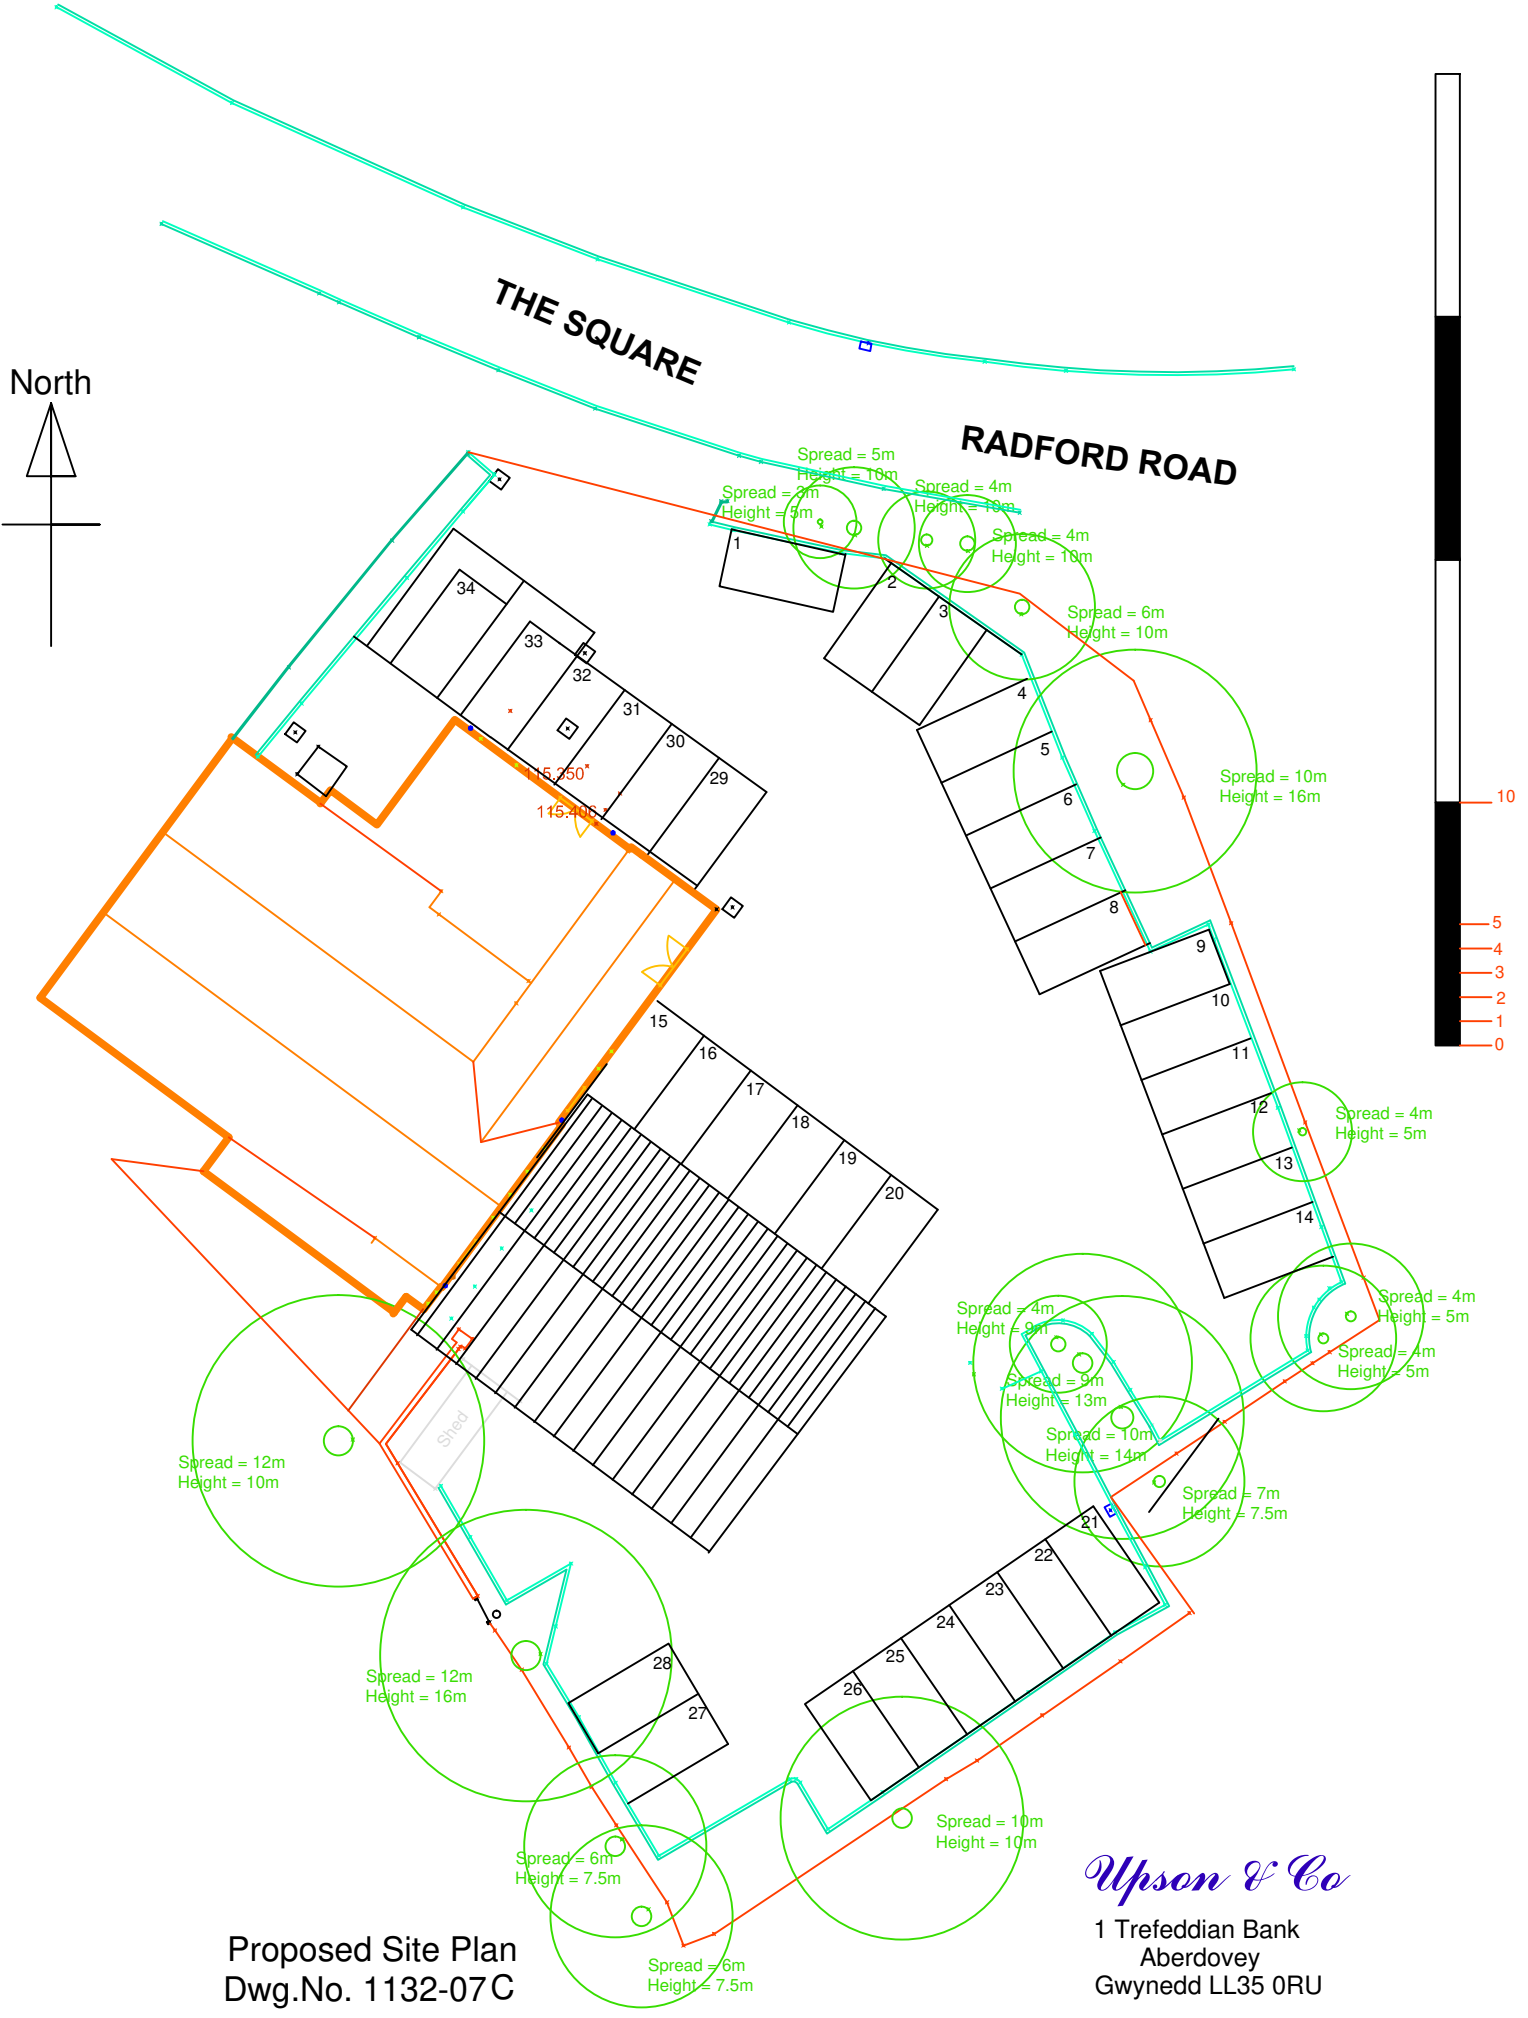 THE SQUARE
North
RADFORD ROAD
Spread = 5m
Height = 10m
Spread = 3m
Height = 5m
Spread = 4m
Height = 10m
Spread = 4m
Height = 10m
1
2
3
34
33
32
31
30
29
Spread = 6m
Height = 10m
4
5
6
7
8
Spread = 10m
Height = 16m
115.350
115.406
10
5
4
3
2
1
0
9
10
11
12
13
14
15
16
17
18
19
20
Spread = 4m
Height = 5m
Spread = 4m
Height = 5m
Spread = 4m
Height = 5m
Spread = 4m
Height = 9m
Spread = 9m
Height = 13m
Spread = 10m
Height = 14m
Shed
Spread = 12m
Height = 10m
Spread = 7m
Height = 7.5m
21
22
23
24
25
26
28
27
Spread = 12m
Height = 16m
Spread = 10m
Height = 10m
Spread = 6m
Height = 7.5m
Spread = 6m
Height = 7.5m
Upson & Co
1 Trefeddian Bank
Aberdovey
Gwynedd LL35 0RU
Proposed Site Plan
Dwg.No. 1132-07C